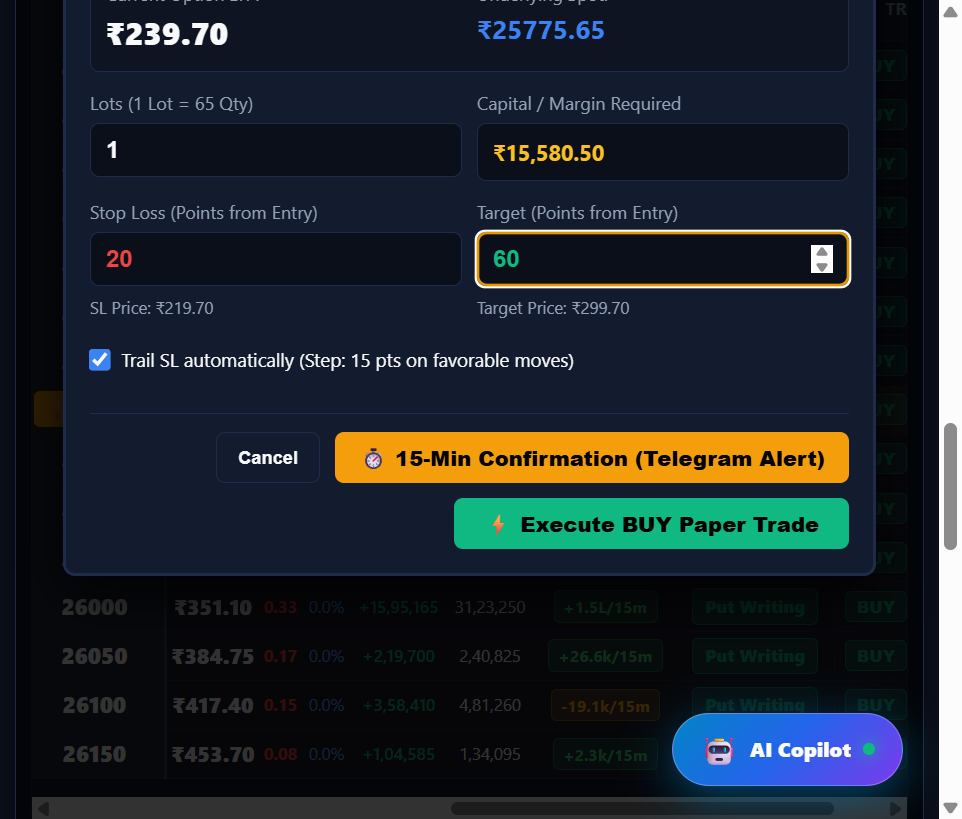 TR
₹239.70
₹25775.65
Lots (1 Lot = 65 Qty)
Capital / Margin Required
1
₹15,580.50
Stop Loss (Points from Entry)
Target (Points from Entry)
20
60
SL Price: ₹219.70
Target Price: ₹299.70
Trail SL automatically (Step: 15 pts on favorable moves)
Cancel
15-Min Confirmation (Telegram Alert)
Execute BUY Paper Trade
26000 ₹351.10 0.33 0.0% +15,95,165 31,23,250 +1.5L/15m Put Writing BUY
26050 ₹384.75 0.17 0.0% +2,19,700 2,40,825 +26.6k/15m Put Writing BUY
26100 ₹417.40 0.15 0.0% +3,58,410 4,81,260 -19.1k/15m Put Writing BUY
26150 ₹453.70 0.08 0.0% +1,04,585 1,34,095 +2.3k/15m
AI Copilot